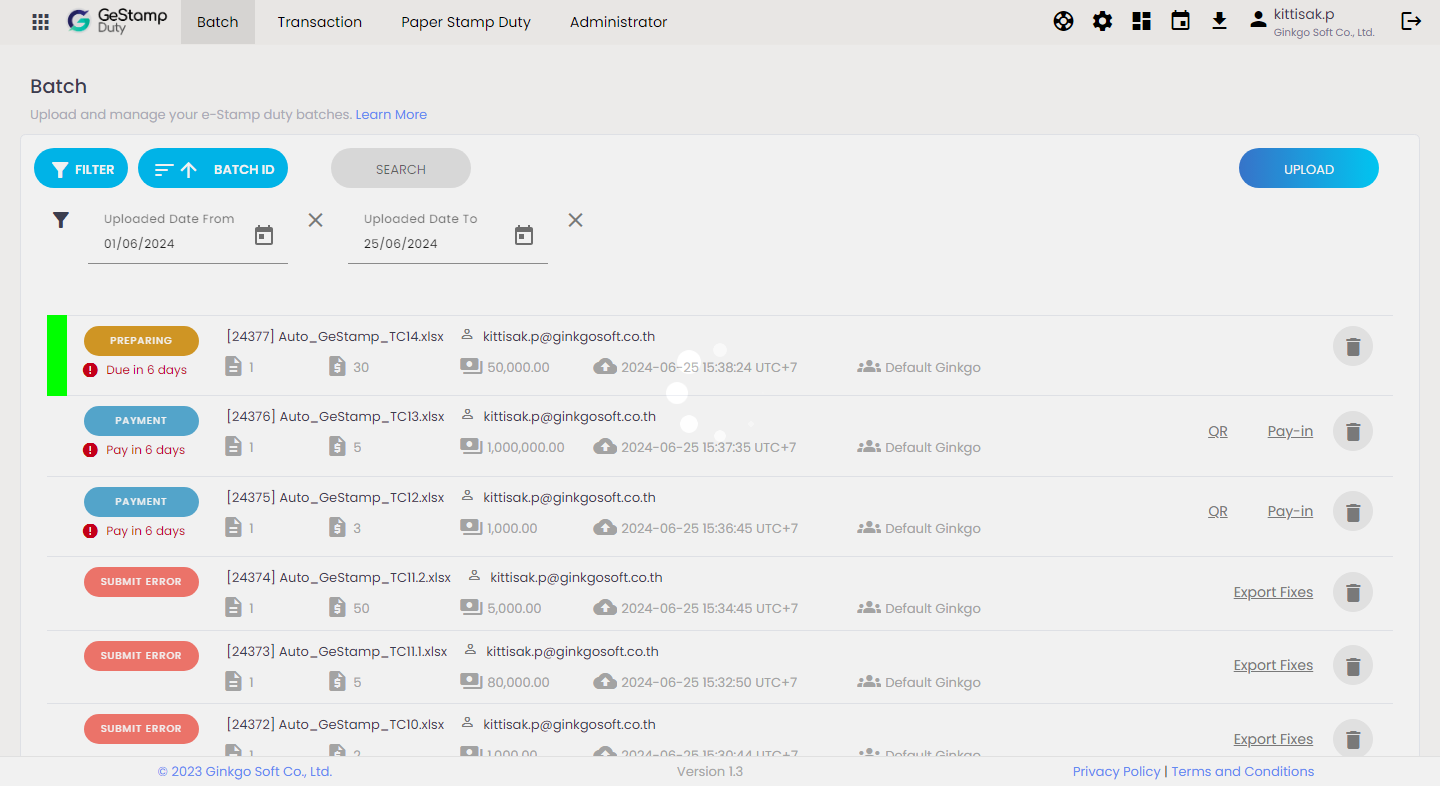 GeStamp Duty Batch Transaction Paper Stamp Duty Administrator kittisak.p
Ginkgo Soft Co., Ltd.
Batch
Upload and manage your e-Stamp duty batches. Learn More
FILTER BATCH ID SEARCH UPLOAD
Uploaded Date From Uploaded Date To
01/06/2024 25/06/2024
PREPARING [24377] Auto_GeStamp_TC14.xlsx kittisak.p@ginkgosoft.co.th
Due in 6 days 1 30 50,000.00 2024-06-25 15:38:24 UTC+7 Default Ginkgo
PAYMENT [24376] Auto_GeStamp_TC13.xlsx kittisak.p@ginkgosoft.co.th
QR Pay-in
Pay in 6 days 1 5 1,000,000.00 2024-06-25 15:37:35 UTC+7 Default Ginkgo
PAYMENT [24375] Auto_GeStamp_TC12.xlsx kittisak.p@ginkgosoft.co.th
QR Pay-in
Pay in 6 days 1 3 1,000.00 2024-06-25 15:36:45 UTC+7 Default Ginkgo
SUBMIT ERROR [24374] Auto_GeStamp_TC11.2.xlsx kittisak.p@ginkgosoft.co.th
Export Fixes
1 50 5,000.00 2024-06-25 15:34:45 UTC+7 Default Ginkgo
SUBMIT ERROR [24373] Auto_GeStamp_TC11.1.xlsx kittisak.p@ginkgosoft.co.th
Export Fixes
1 5 80,000.00 2024-06-25 15:32:50 UTC+7 Default Ginkgo
SUBMIT ERROR [24372] Auto_GeStamp_TC10.xlsx kittisak.p@ginkgosoft.co.th
Export Fixes
1 2 1,000.00 2024-06-25 15:30:44 UTC+7 Default Ginkgo
© 2023 Ginkgo Soft Co., Ltd. Version 1.3 Privacy Policy | Terms and Conditions